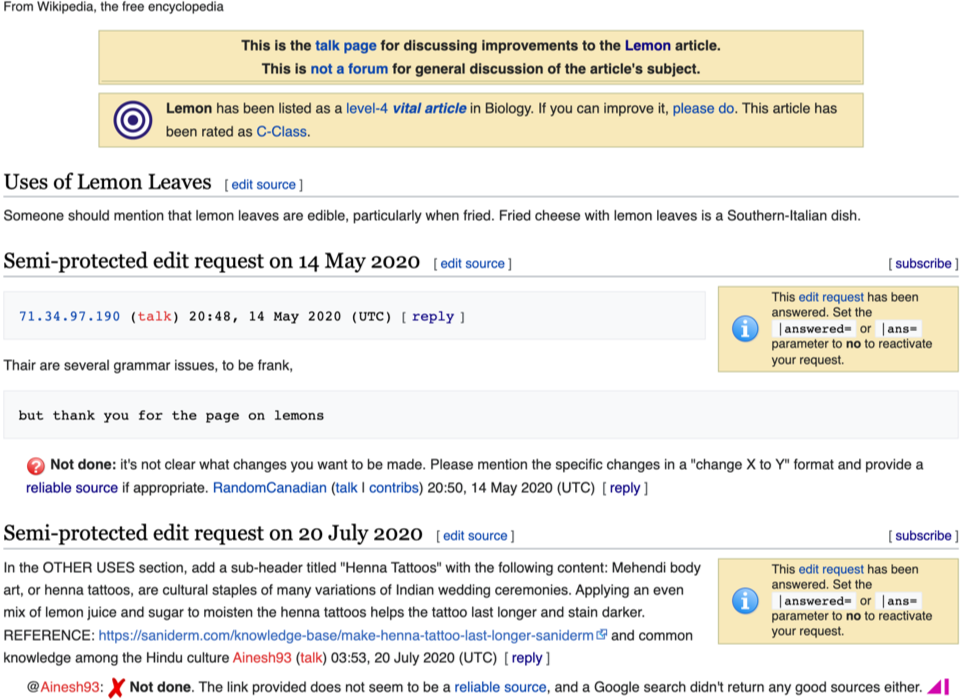 From Wikipedia, the free encyclopedia
This is the talk page for discussing improvements to the Lemon article.
This is not a forum for general discussion of the article's subject.
Lemon has been listed as a level-4 vital article in Biology. If you can improve it, please do. This article has
been rated as C-Class.
Uses of Lemon Leaves [ edit source ]
Someone should mention that lemon leaves are edible, particularly when fried. Fried cheese with lemon leaves is a Southern-Italian dish.
Semi-protected edit request on 14 May 2020 [ edit source ]
[ subscribe ]
71.34.97.190 (talk) 20:48, 14 May 2020 (UTC) [ reply ]
This edit request has been
answered. Set the
|answered= or |ans=
parameter to no to reactivate
your request.
Thair are several grammar issues, to be frank,
but thank you for the page on lemons
Not done: it's not clear what changes you want to be made. Please mention the specific changes in a "change X to Y" format and provide a
reliable source if appropriate. RandomCanadian (talk | contribs) 20:50, 14 May 2020 (UTC) [ reply ]
Semi-protected edit request on 20 July 2020 [ edit source ]
[ subscribe ]
In the OTHER USES section, add a sub-header titled "Henna Tattoos" with the following content: Mehendi body
art, or henna tattoos, are cultural staples of many variations of Indian wedding ceremonies. Applying an even
mix of lemon juice and sugar to moisten the henna tattoos helps the tattoo last longer and stain darker.
REFERENCE: https://saniderm.com/knowledge-base/make-henna-tattoo-last-longer-saniderm and common
knowledge among the Hindu culture Ainesh93 (talk) 03:53, 20 July 2020 (UTC) [ reply ]
This edit request has been
answered. Set the
|answered= or |ans=
parameter to no to reactivate
your request.
@Ainesh93: Not done. The link provided does not seem to be a reliable source, and a Google search didn't return any good sources either.